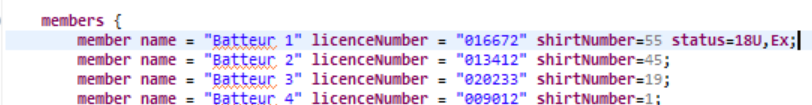 members {
member name = "Batteur 1" licenceNumber = "016672" shirtNumber=55 status=18U,Ex;
member name = "Batteur 2" licenceNumber = "013412" shirtNumber=45;
member name = "Batteur 3" licenceNumber = "020233" shirtNumber=19;
member name = "Batteur 4" licenceNumber = "009012" shirtNumber=1;